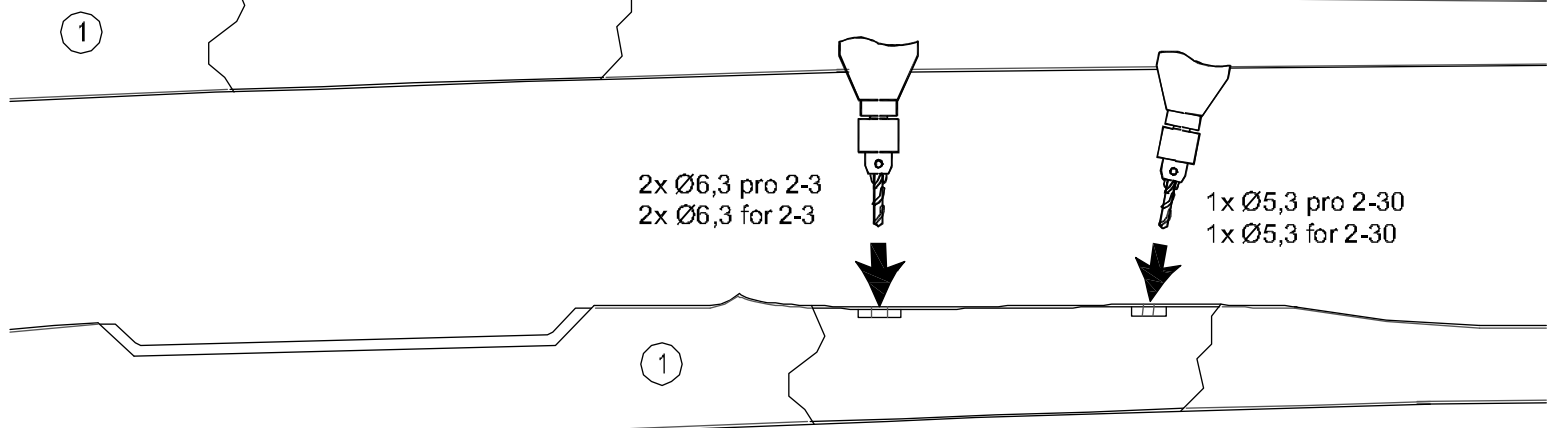 1
2x Ø6,3 pro 2-3
2x Ø6,3 for 2-3
1x Ø5,3 pro 2-30
1x Ø5,3 for 2-30
1